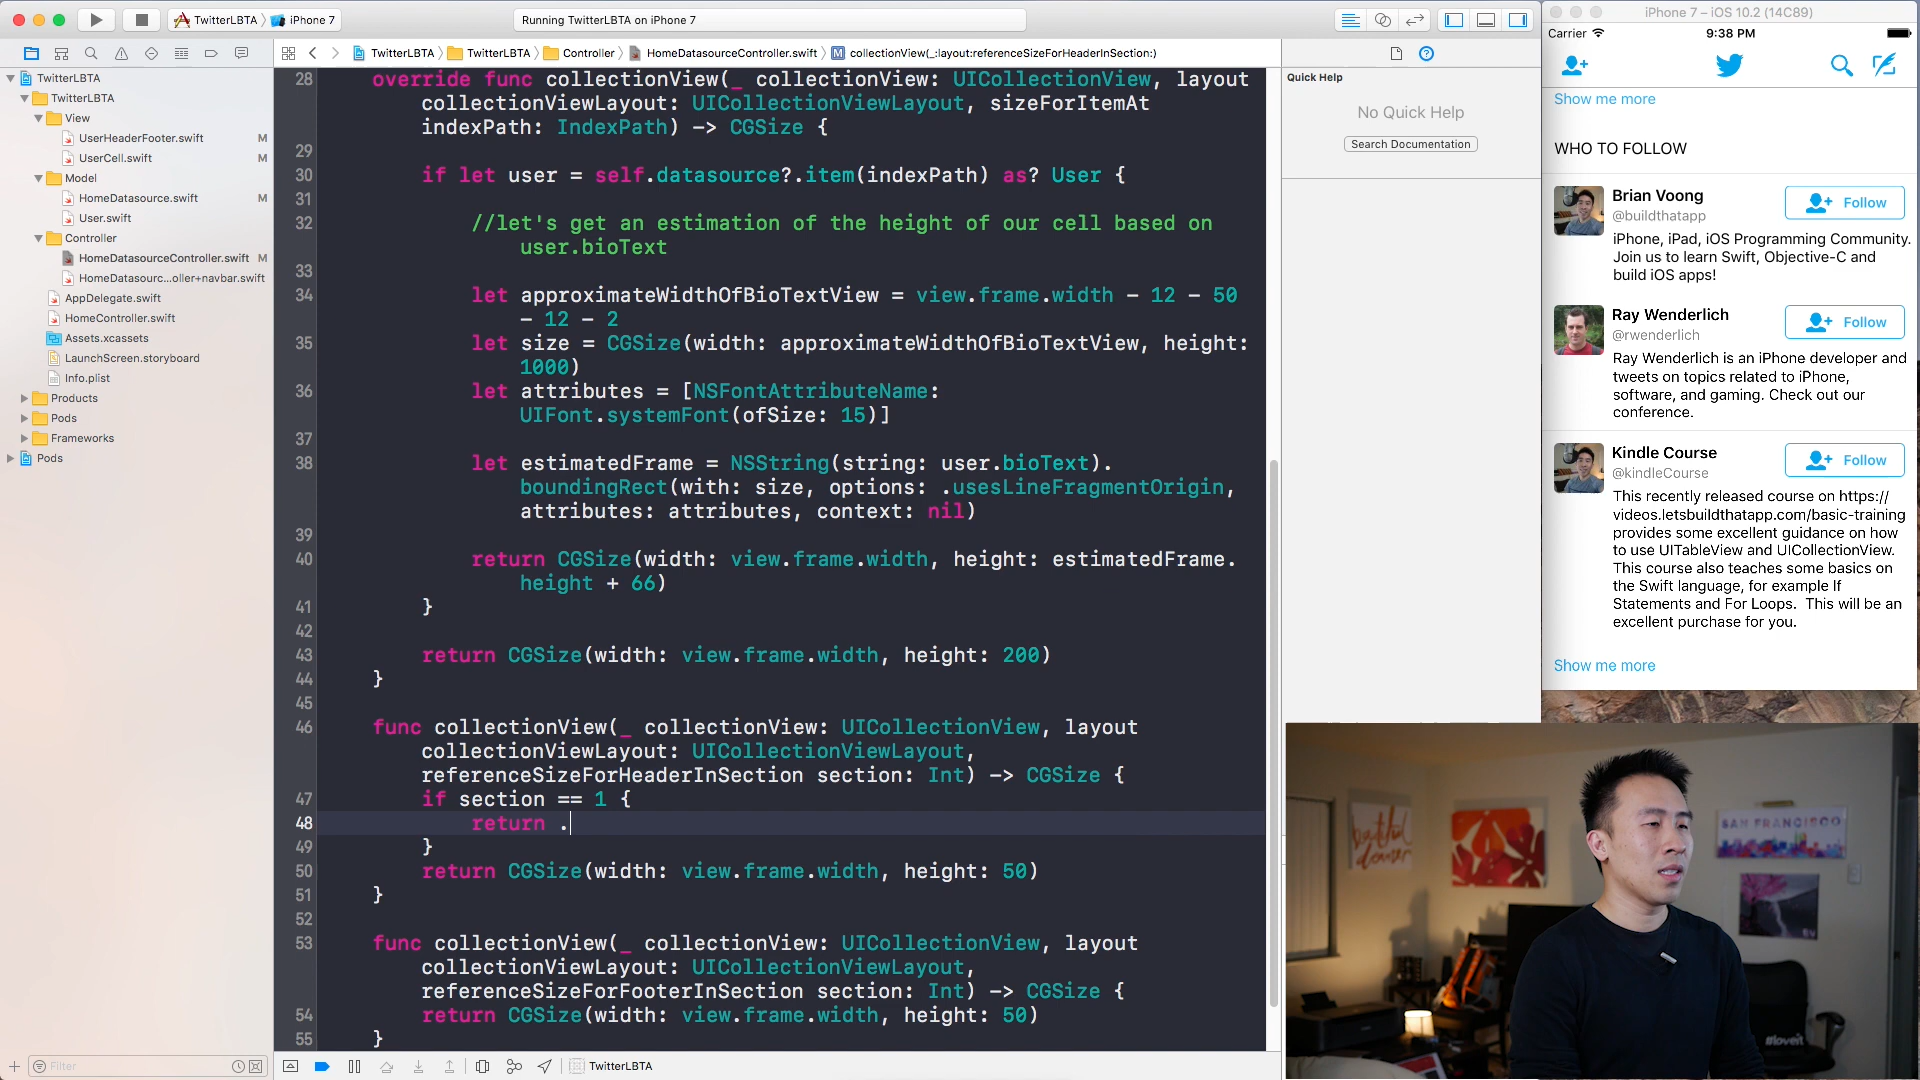 TwitterLBTA 〉 iPhone 7
Running TwitterLBTA on iPhone 7
iPhone 7 – iOS 10.2 (14C89)
TwitterLBTA 〉 TwitterLBTA 〉 Controller 〉 HomeDatasourceController.swift 〉 M collectionView(_:layout:referenceSizeForHeaderInSection:)
TwitterLBTA
TwitterLBTA
View
UserHeaderFooter.swift M
UserCell.swift M
Model
HomeDatasource.swift M
User.swift
Controller
HomeDatasourceController.swift M
HomeDatasourc...oller+navbar.swift
AppDelegate.swift
HomeController.swift
Assets.xcassets
LaunchScreen.storyboard
Info.plist
Products
Pods
Frameworks
Pods
Filter
28 override func collectionView(_ collectionView: UICollectionView, layout
collectionViewLayout: UICollectionViewLayout, sizeForItemAt
indexPath: IndexPath) -> CGSize {
29
30 if let user = self.datasource?.item(indexPath) as? User {
31
32 //let's get an estimation of the height of our cell based on
user.bioText
33
34 let approximateWidthOfBioTextView = view.frame.width - 12 - 50
- 12 - 2
35 let size = CGSize(width: approximateWidthOfBioTextView, height:
1000)
36 let attributes = [NSFontAttributeName:
UIFont.systemFont(ofSize: 15)]
37
38 let estimatedFrame = NSString(string: user.bioText).
boundingRect(with: size, options: .usesLineFragmentOrigin,
attributes: attributes, context: nil)
39
40 return CGSize(width: view.frame.width, height: estimatedFrame.
height + 66)
41 }
42
43 return CGSize(width: view.frame.width, height: 200)
44 }
45
46 func collectionView(_ collectionView: UICollectionView, layout
collectionViewLayout: UICollectionViewLayout,
referenceSizeForHeaderInSection section: Int) -> CGSize {
47 if section == 1 {
48 return .
49 }
50 return CGSize(width: view.frame.width, height: 50)
51 }
52
53 func collectionView(_ collectionView: UICollectionView, layout
collectionViewLayout: UICollectionViewLayout,
referenceSizeForFooterInSection section: Int) -> CGSize {
54 return CGSize(width: view.frame.width, height: 50)
55 }
TwitterLBTA
Quick Help
No Quick Help
Search Documentation
Carrier 9:38 PM
Show me more
WHO TO FOLLOW
Brian Voong
@buildthatapp
Follow
iPhone, iPad, iOS Programming Community.
Join us to learn Swift, Objective-C and
build iOS apps!
Ray Wenderlich
@rwenderlich
Follow
Ray Wenderlich is an iPhone developer and
tweets on topics related to iPhone,
software, and gaming. Check out our
conference.
Kindle Course
@kindleCourse
Follow
This recently released course on https://
videos.letsbuildthatapp.com/basic-training
provides some excellent guidance on how
to use UITableView and UICollectionView.
This course also teaches some basics on
the Swift language, for example If
Statements and For Loops.  This will be an
excellent purchase for you.
Show me more
SAN FRANCISCO
#loveit